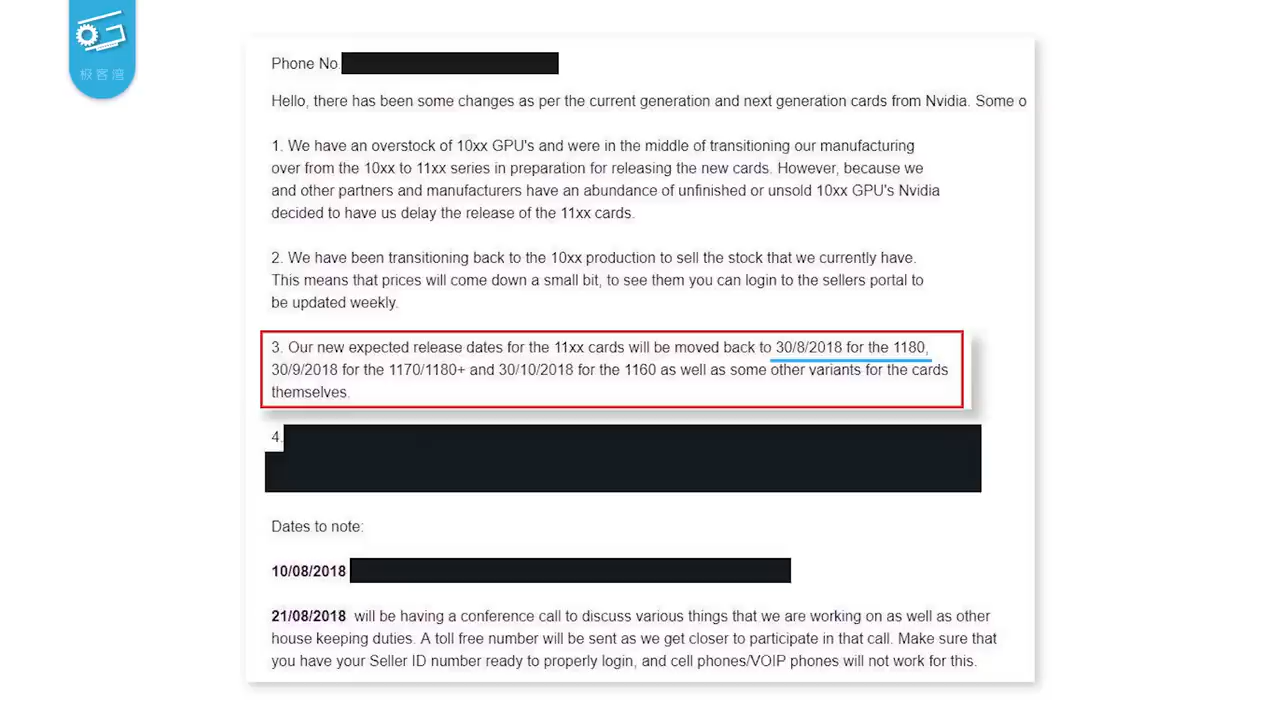 极客湾
Phone No.
Hello, there has been some changes as per the current generation and next generation cards from Nvidia. Some o
1. We have an overstock of 10xx GPU's and were in the middle of transitioning our manufacturing
over from the 10xx to 11xx series in preparation for releasing the new cards. However, because we
and other partners and manufacturers have an abundance of unfinished or unsold 10xx GPU's Nvidia
decided to have us delay the release of the 11xx cards.
2. We have been transitioning back to the 10xx production to sell the stock that we currently have.
This means that prices will come down a small bit, to see them you can login to the sellers portal to
be updated weekly.
3. Our new expected release dates for the 11xx cards will be moved back to 30/8/2018 for the 1180,
30/9/2018 for the 1170/1180+ and 30/10/2018 for the 1160 as well as some other variants for the cards
themselves.
4.
Dates to note:
10/08/2018
21/08/2018 will be having a conference call to discuss various things that we are working on as well as other
house keeping duties. A toll free number will be sent as we get closer to participate in that call. Make sure that
you have your Seller ID number ready to properly login, and cell phones/VOIP phones will not work for this.